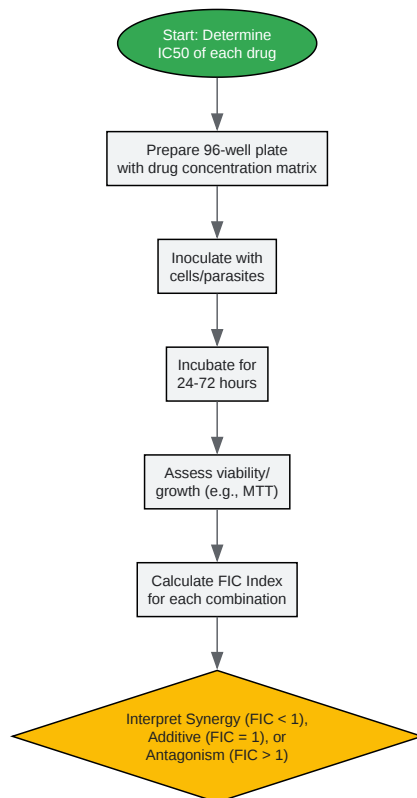 Start: Determine
IC50 of each drug
Prepare 96-well plate
with drug concentration matrix
Inoculate with
cells/parasites
Incubate for
24-72 hours
Assess viability/
growth (e.g., MTT)
Calculate FIC Index
for each combination
Interpret Synergy (FIC < 1),
Additive (FIC = 1), or
Antagonism (FIC > 1)